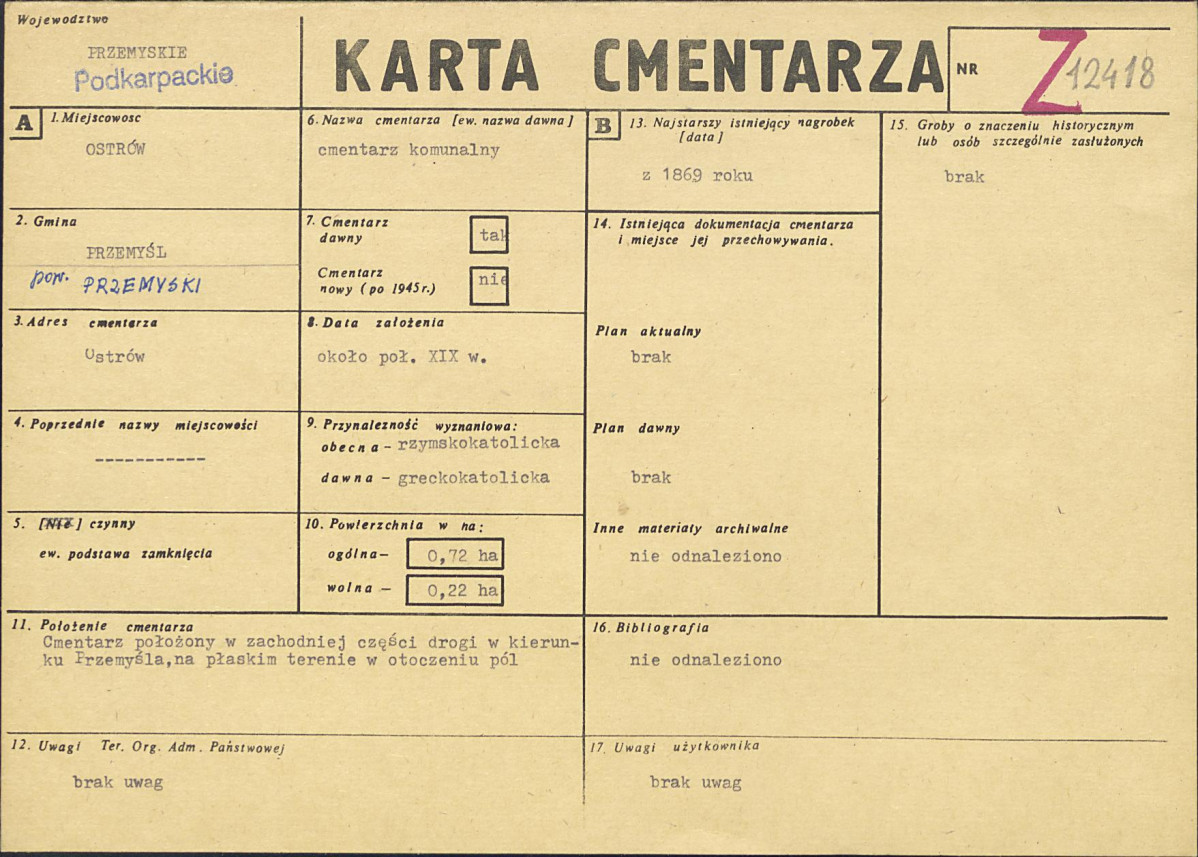 Województwo
PRZEMYSKIE
Podkarpackie
KARTA CMENTARZA
NR Z 12418
A
1. Miejscowość
OSTRÓW
2. Gmina
PRZEMYŚL
pow. PRZEMYSKI
3. Adres cmentarza
Ostrów
4. Poprzednie nazwy miejscowości
-----------
5. [Nie] czynny
ew. podstawa zamknięcia
6. Nazwa cmentarza [ew. nazwa dawna]
cmentarz komunalny
7. Cmentarz
dawny
tak
Cmentarz
nowy (po 1945r.)
nie
8. Data założenia
około poł. XIX w.
9. Przynależność wyznaniowa:
obecna – rzymskokatolicka
dawna – greckokatolicka
10. Powierzchnia w ha:
ogólna– 0,72 ha
wolna – 0,22 ha
11. Położenie cmentarza
Cmentarz położony w zachodniej części drogi w kierun-
ku Przemyśla,na płaskim terenie w otoczeniu pól
12. Uwagi Ter. Org. Adm. Państwowej
brak uwag
B
13. Najstarszy istniejący nagrobek
[data]
z 1869 roku
14. Istniejąca dokumentacja cmentarza
i miejsce jej przechowywania.
Plan aktualny
brak
Plan dawny
brak
Inne materiały archiwalne
nie odnaleziono
15. Groby o znaczeniu historycznym
lub osób szczególnie zasłużonych
brak
16. Bibliografia
nie odnaleziono
17. Uwagi użytkownika
brak uwag